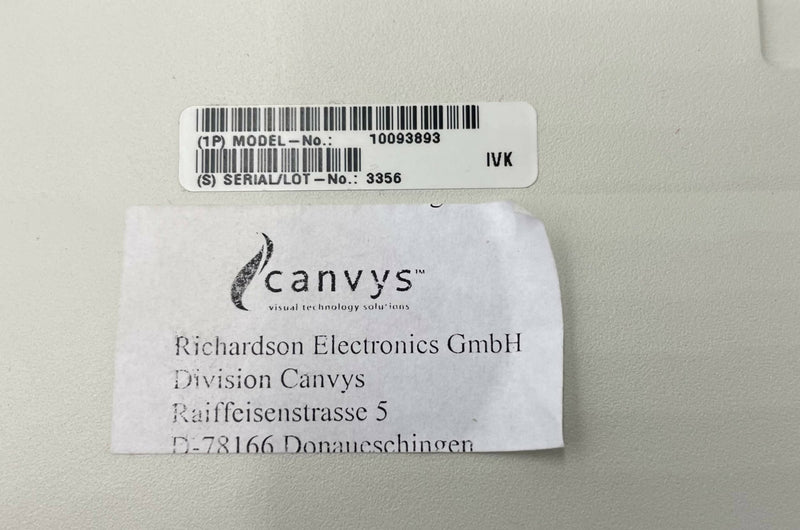 (1P) MODEL-No.: 10093893
IVK
(S) SERIAL/LOT-No.: 3356
canvys™
visual technology solutions
Richardson Electronics GmbH
Division Canvys
Raiffeisenstrasse 5
D-78166 Donaueschingen